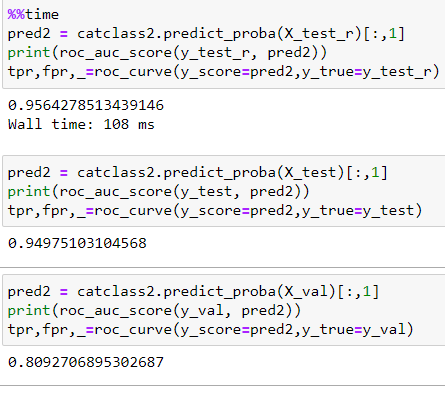 %%time
pred2 = catclass2.predict_proba(X_test_r)[:,1]
print(roc_auc_score(y_test_r, pred2))
tpr,fpr,_=roc_curve(y_score=pred2,y_true=y_test_r)
0.9564278513439146
Wall time: 108 ms
pred2 = catclass2.predict_proba(X_test)[:,1]
print(roc_auc_score(y_test, pred2))
tpr,fpr,_=roc_curve(y_score=pred2,y_true=y_test)
0.94975103104568
pred2 = catclass2.predict_proba(X_val)[:,1]
print(roc_auc_score(y_val, pred2))
tpr,fpr,_=roc_curve(y_score=pred2,y_true=y_val)
0.8092706895302687